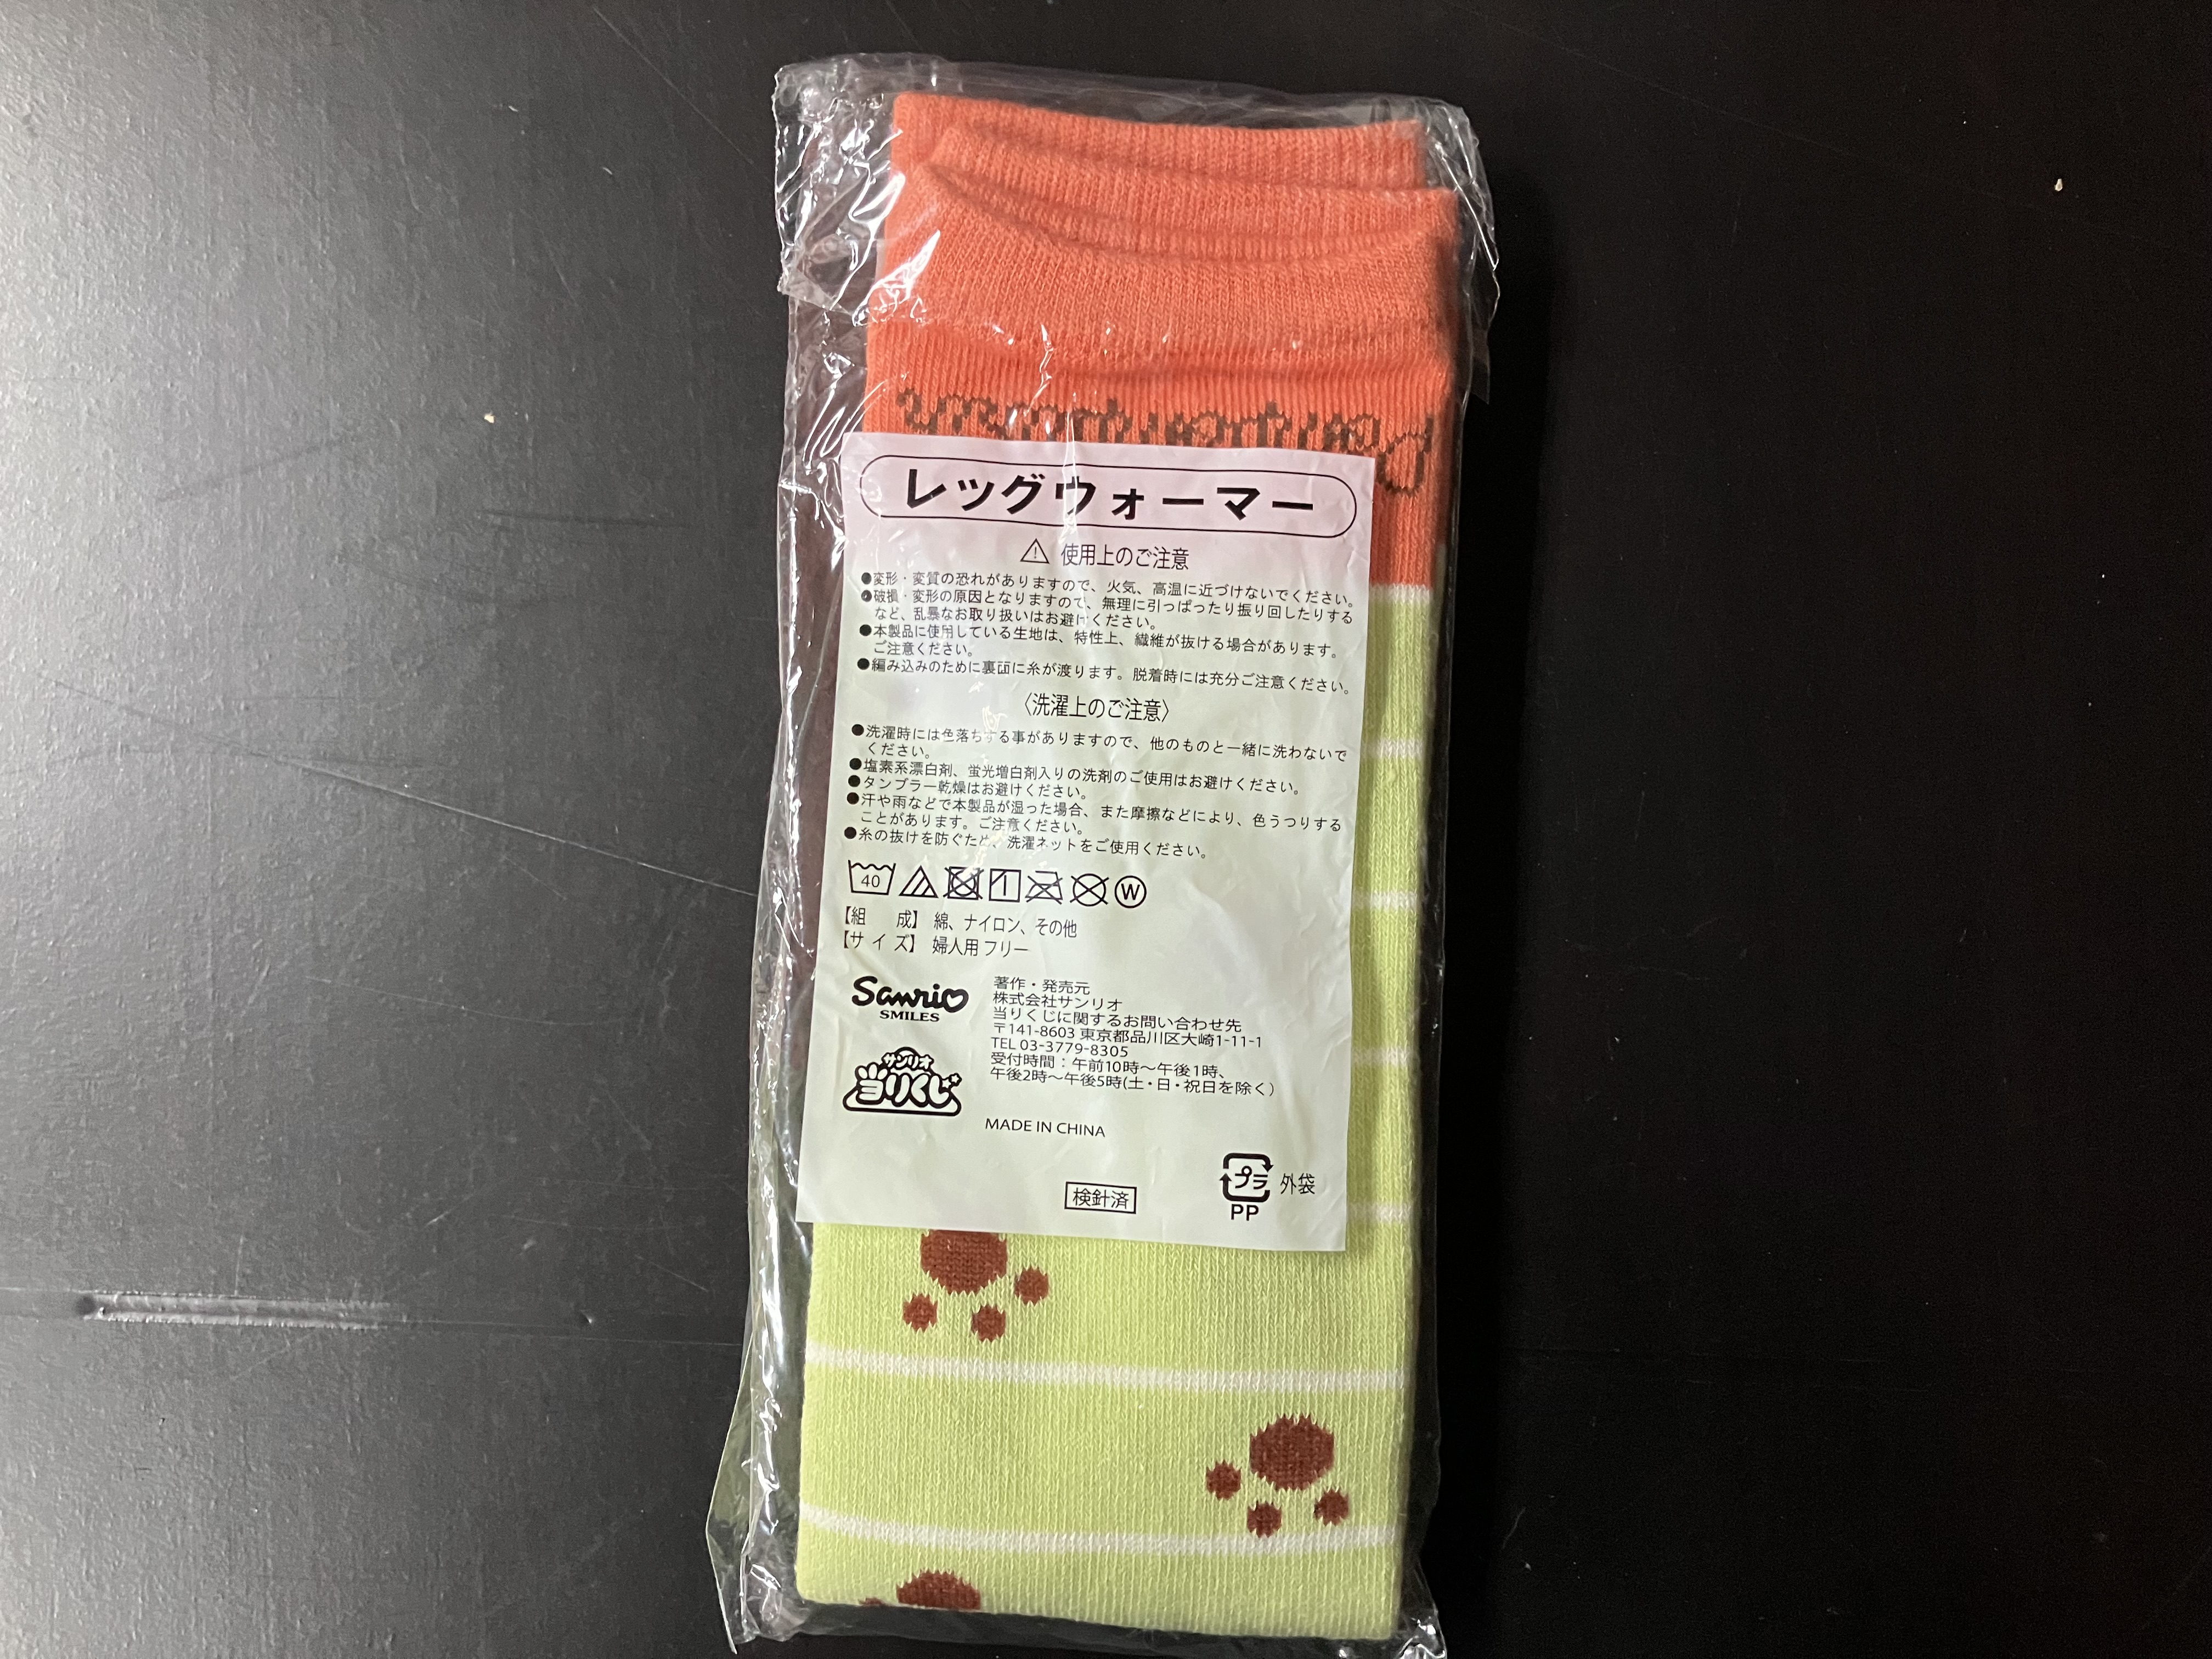 Pompompurin
レッグウォーマー
使用上のご注意
●変形・変質の恐れがありますので、火気、高温に近づけないでください。
●破損・変形の原因となりますので、無理に引っぱったり振り回したりする
など、乱暴なお取り扱いはお避けください。
●本製品に使用している生地は、特性上、繊維が抜ける場合があります。
ご注意ください。
●編み込みのために裏面に糸が渡ります。脱着時には充分ご注意ください。
〈洗濯上のご注意〉
●洗濯時には色落ちする事がありますので、他のものと一緒に洗わないで
ください。
●塩素系漂白剤、蛍光増白剤入りの洗剤のご使用はお避けください。
●タンブラー乾燥はお避けください。
●汗や雨などで本製品が湿った場合、また摩擦などにより、色うつりする
ことがあります。ご注意ください。
●糸の抜けを防ぐため、洗濯ネットをご使用ください。
40 W
【組　成】 綿、ナイロン、その他
【サイズ】 婦人用 フリー
Sanrio
SMILES
サンリオ
当りくじ
著作・発売元
株式会社サンリオ
当りくじに関するお問い合わせ先
〒141-8603 東京都品川区大崎1-11-1
TEL 03-3779-8305
受付時間：午前10時～午後1時、
午後2時～午後5時(土・日・祝日を除く)
MADE IN CHINA
検針済
プラ 外袋
PP